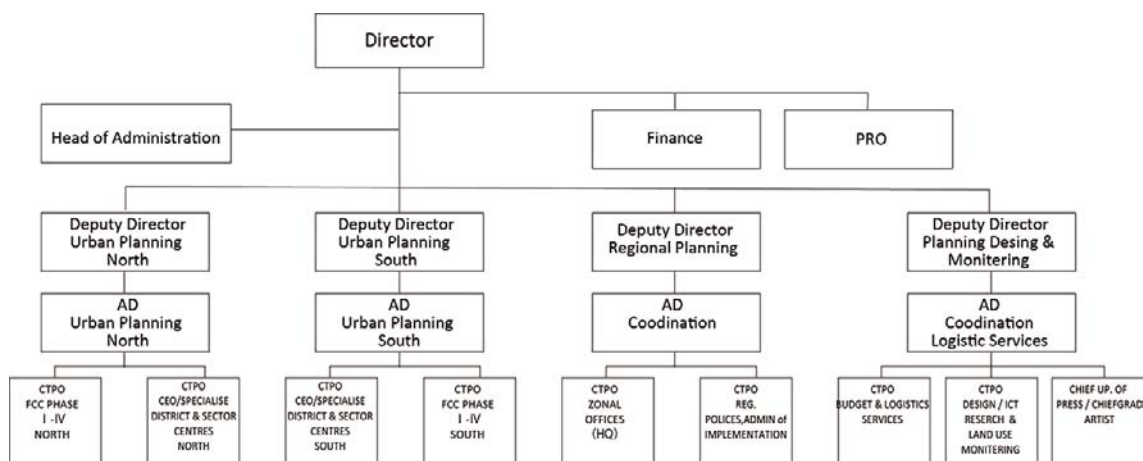 Director
Head of Administration
Finance
PRO
Deputy Director
Urban Planning
North
Deputy Director
Urban Planning
South
Deputy Director
Regional Planning
Deputy Director
Planning Desing &
Monitering
AD
Urban Planning
North
AD
Urban Planning
South
AD
Coodination
AD
Coodination
Logistic Services
CTPO
FCC PHASE
I -IV
NORTH
CTPO
CEO/SPECIALISE
DISTRICT & SECTOR
CENTRES
NORTH
CTPO
CEO/SPECIALISE
DISTRICT & SECTOR
CENTRES
SOUTH
CTPO
FCC PHASE
I -IV
SOUTH
CTPO
ZONAL
OFFICES
(HQ)
CTPO
REG.
POLICES,ADMIN of
IMPLEMENTATION
CTPO
BUDGET & LOGISTICS
SERVICES
CTPO
DESIGN / ICT
RESERCH &
LAND USE
MONITERING
CHIEF UP. OF
PRESS / CHIEFGRAD
ARTIST